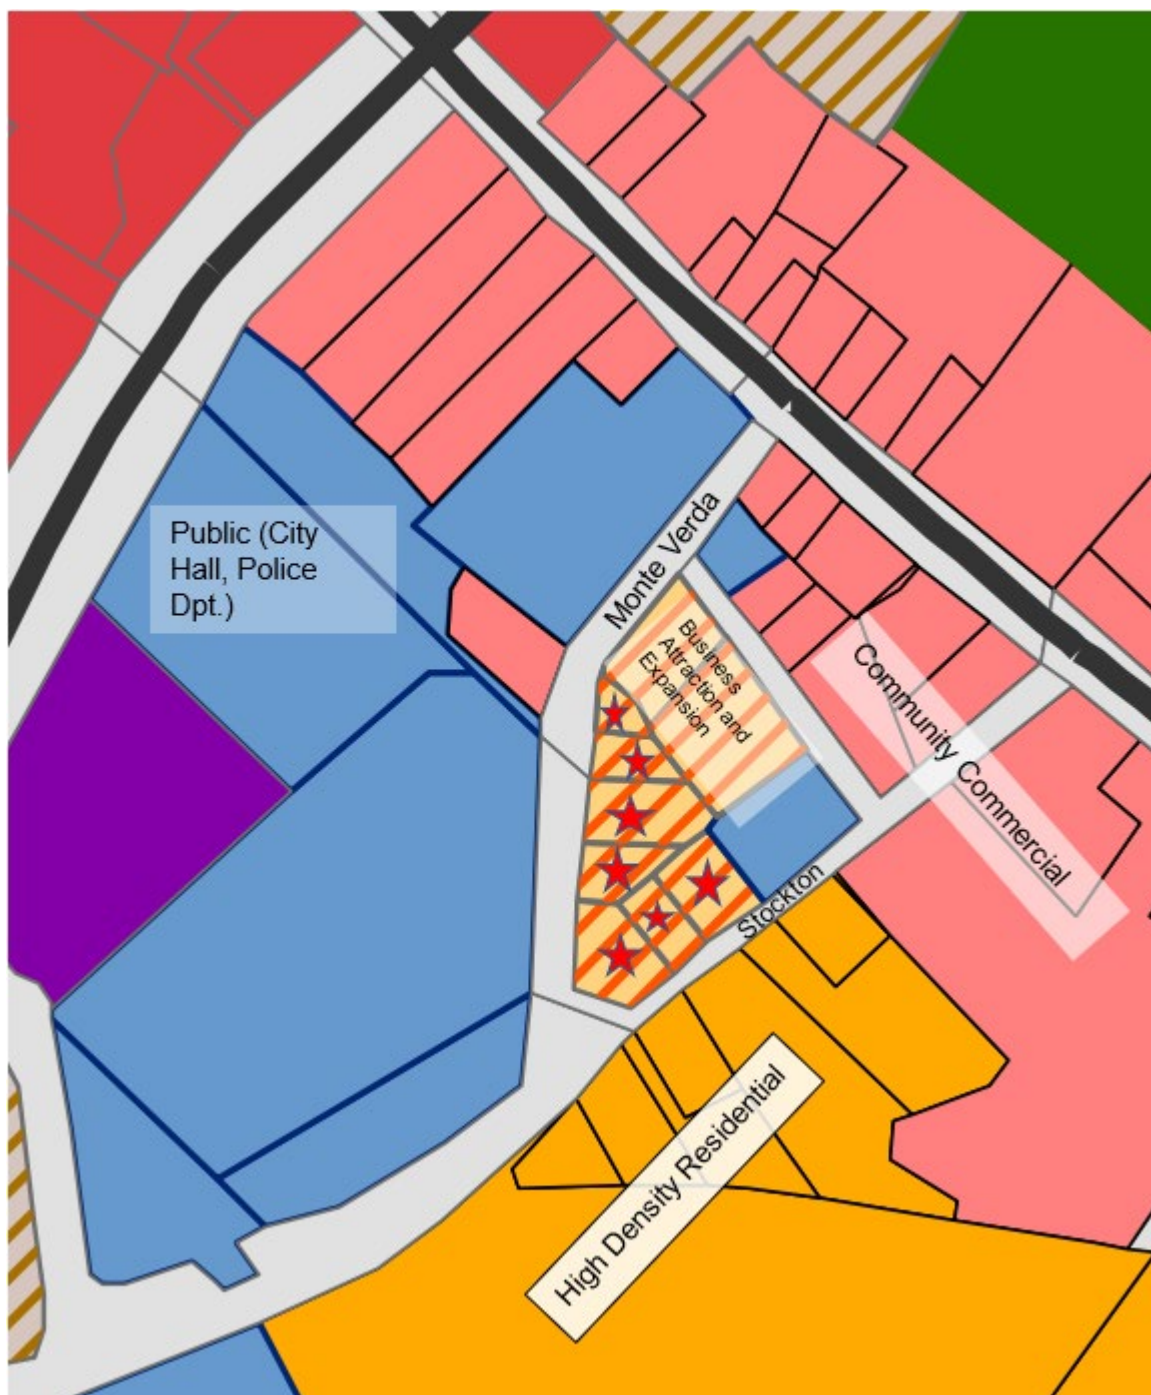 Public (City
Hall, Police
Dpt.)
Monte Verda
Business
Attraction and
Expansion
Community Commercial
Stockton
High Density Residential